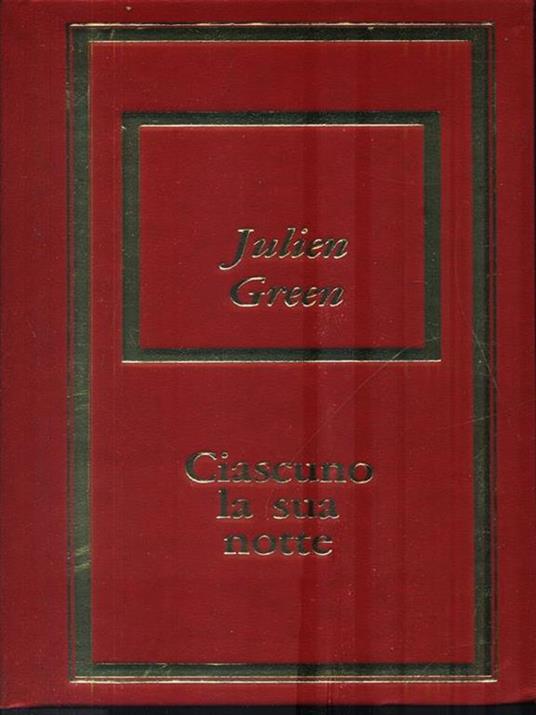 Julien
Green
Ciascuno
la sua
notte